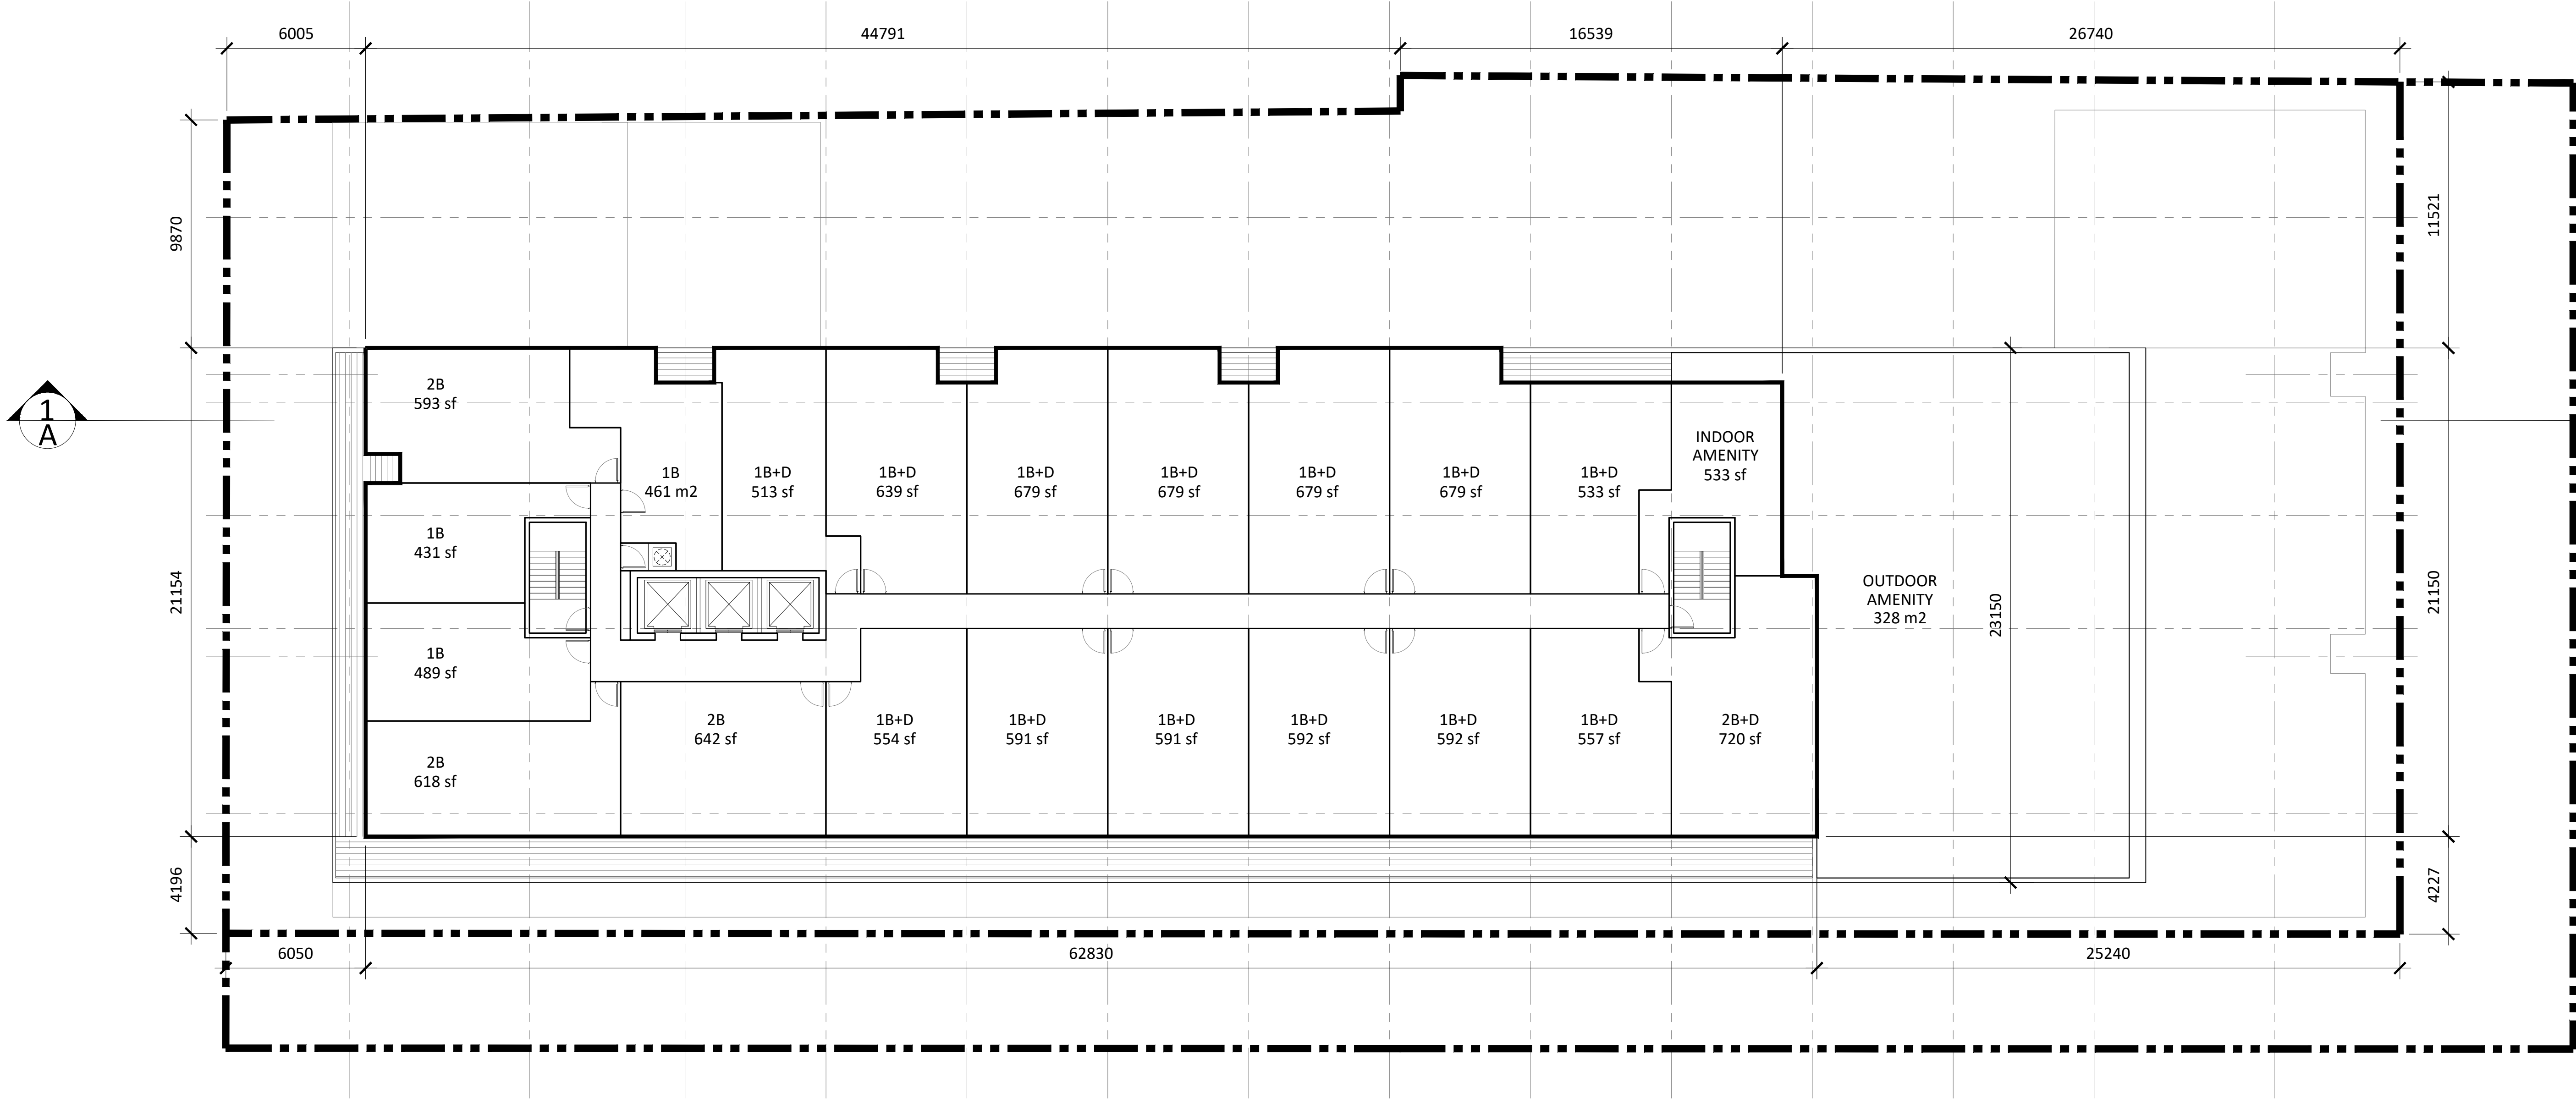 6005
44791
16539
26740
9870
11521
2B
593 sf
1
A
INDOOR
AMENITY
533 sf
1B
461 m2
1B+D
513 sf
1B+D
639 sf
1B+D
679 sf
1B+D
679 sf
1B+D
679 sf
1B+D
679 sf
1B+D
533 sf
1B
431 sf
21154
OUTDOOR
AMENITY
328 m2
23150
21150
1B
489 sf
2B
642 sf
1B+D
554 sf
1B+D
591 sf
1B+D
591 sf
1B+D
592 sf
1B+D
592 sf
1B+D
557 sf
2B+D
720 sf
2B
618 sf
4196
4227
6050
62830
25240